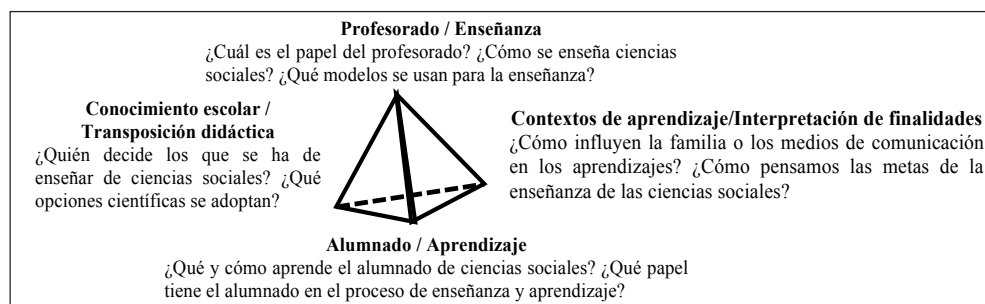 Profesorado / Enseñanza
¿Cuál es el papel del profesorado? ¿Cómo se enseña ciencias
sociales? ¿Qué modelos se usan para la enseñanza?
Conocimiento escolar /
Transposición didáctica
¿Quién decide los que se ha de
enseñar de ciencias sociales? ¿Qué
opciones científicas se adoptan?
Contextos de aprendizaje/Interpretación de finalidades
¿Cómo influyen la familia o los medios de comunicación
en los aprendizajes? ¿Cómo pensamos las metas de la
enseñanza de las ciencias sociales?
Alumnado / Aprendizaje
¿Qué y cómo aprende el alumnado de ciencias sociales? ¿Qué papel
tiene el alumnado en el proceso de enseñanza y aprendizaje?